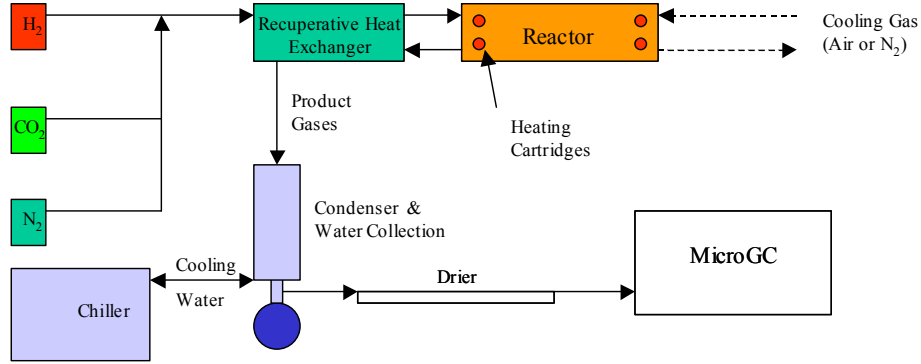 H₂
Recuperative Heat
Exchanger
Reactor
Cooling Gas
(Air or N₂)
Product
Gases
Heating
Cartridges
CO₂
N₂
Condenser &
Water Collection
MicroGC
Cooling
Water
Drier
Chiller